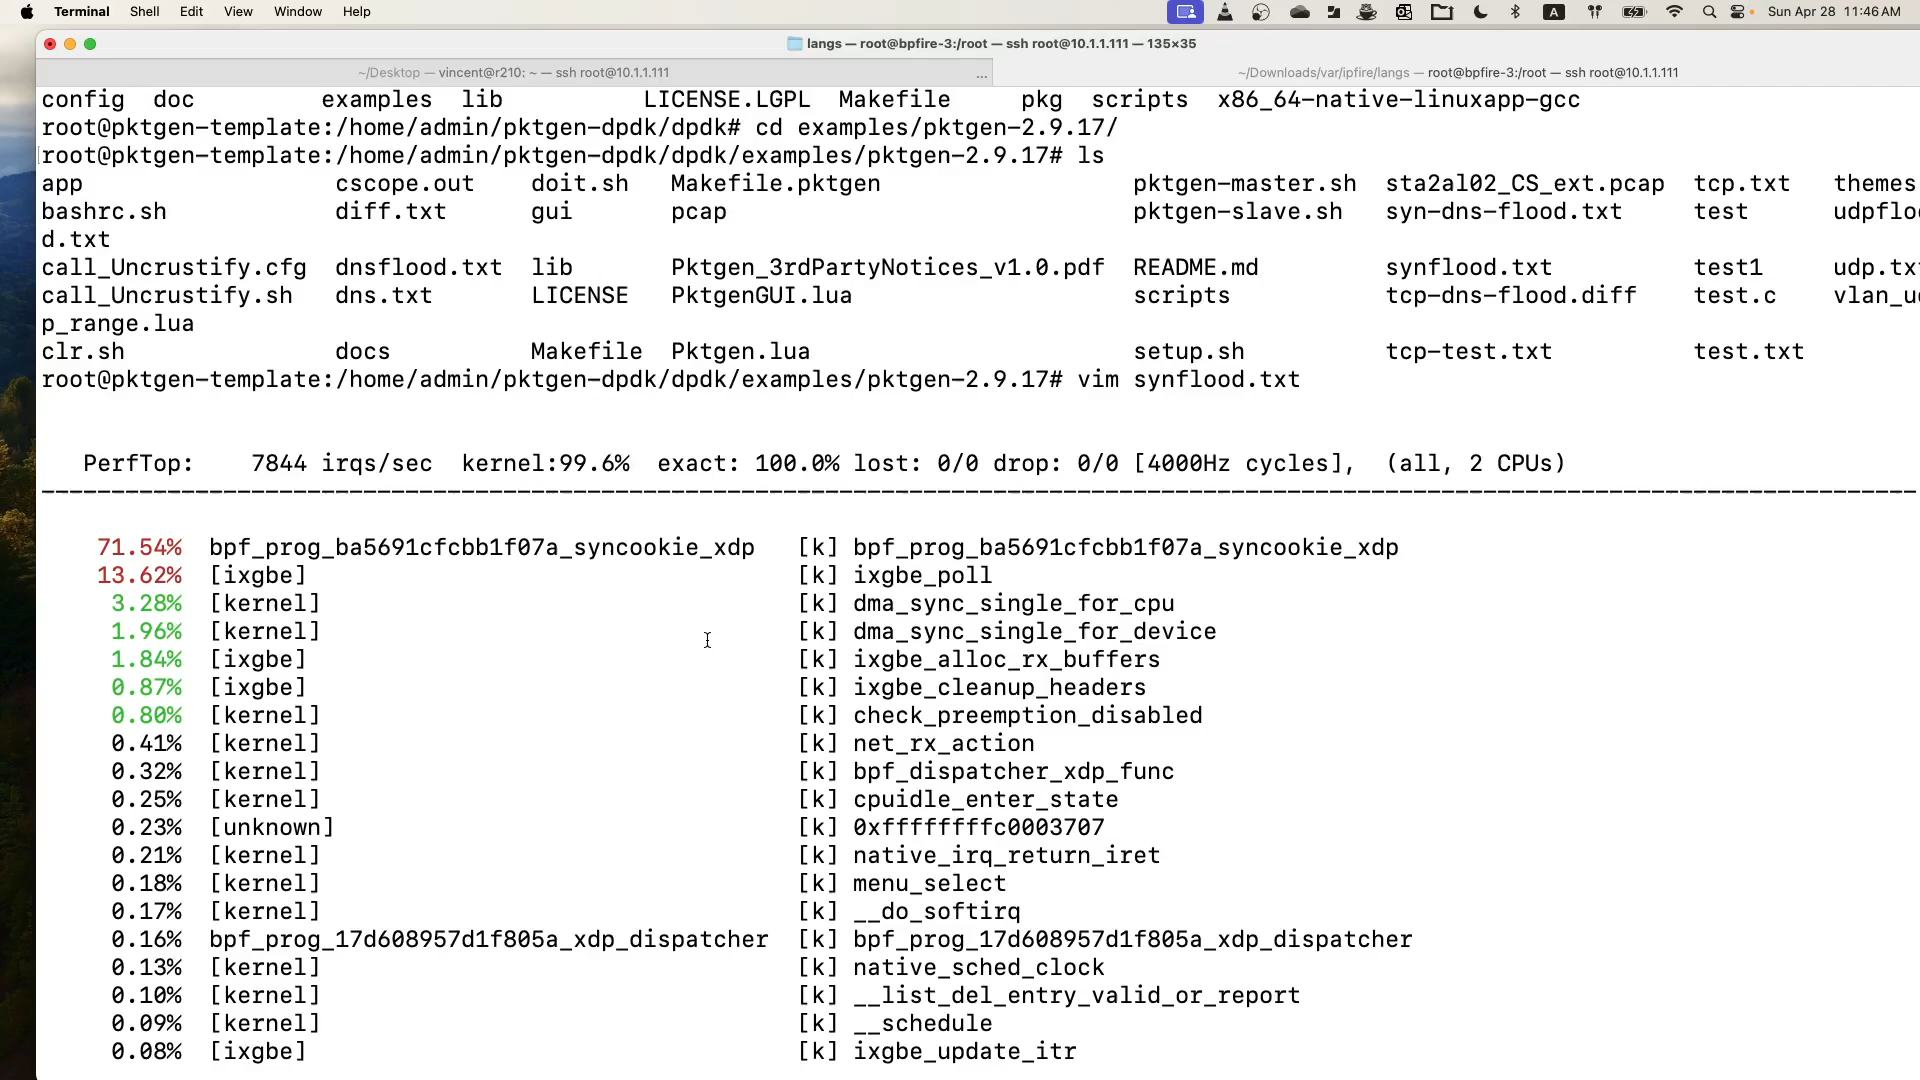 Terminal Shell Edit View Window Help A Sun Apr 28 11:46 AM
langs — root@bpfire-3:/root — ssh root@10.1.1.111 — 135×35
~/Desktop — vincent@r210: ~ — ssh root@10.1.1.111 ... ~/Downloads/var/ipfire/langs — root@bpfire-3:/root — ssh root@10.1.1.111
config doc examples lib LICENSE.LGPL Makefile pkg scripts x86_64-native-linuxapp-gcc
root@pktgen-template:/home/admin/pktgen-dpdk/dpdk# cd examples/pktgen-2.9.17/
root@pktgen-template:/home/admin/pktgen-dpdk/dpdk/examples/pktgen-2.9.17# ls
app cscope.out doit.sh Makefile.pktgen pktgen-master.sh sta2al02_CS_ext.pcap tcp.txt themes
bashrc.sh diff.txt gui pcap pktgen-slave.sh syn-dns-flood.txt test udpfloo
d.txt
call_Uncrustify.cfg dnsflood.txt lib Pktgen_3rdPartyNotices_v1.0.pdf README.md synflood.txt test1 udp.txt
call_Uncrustify.sh dns.txt LICENSE PktgenGUI.lua scripts tcp-dns-flood.diff test.c vlan_ud
p_range.lua
clr.sh docs Makefile Pktgen.lua setup.sh tcp-test.txt test.txt
root@pktgen-template:/home/admin/pktgen-dpdk/dpdk/examples/pktgen-2.9.17# vim synflood.txt
PerfTop: 7844 irqs/sec kernel:99.6% exact: 100.0% lost: 0/0 drop: 0/0 [4000Hz cycles], (all, 2 CPUs)
71.54% bpf_prog_ba5691cfcbb1f07a_syncookie_xdp [k] bpf_prog_ba5691cfcbb1f07a_syncookie_xdp
13.62% [ixgbe] [k] ixgbe_poll
3.28% [kernel] [k] dma_sync_single_for_cpu
1.96% [kernel] [k] dma_sync_single_for_device
1.84% [ixgbe] [k] ixgbe_alloc_rx_buffers
0.87% [ixgbe] [k] ixgbe_cleanup_headers
0.80% [kernel] [k] check_preemption_disabled
0.41% [kernel] [k] net_rx_action
0.32% [kernel] [k] bpf_dispatcher_xdp_func
0.25% [kernel] [k] cpuidle_enter_state
0.23% [unknown] [k] 0xffffffffc0003707
0.21% [kernel] [k] native_irq_return_iret
0.18% [kernel] [k] menu_select
0.17% [kernel] [k] __do_softirq
0.16% bpf_prog_17d608957d1f805a_xdp_dispatcher [k] bpf_prog_17d608957d1f805a_xdp_dispatcher
0.13% [kernel] [k] native_sched_clock
0.10% [kernel] [k] __list_del_entry_valid_or_report
0.09% [kernel] [k] __schedule
0.08% [ixgbe] [k] ixgbe_update_itr